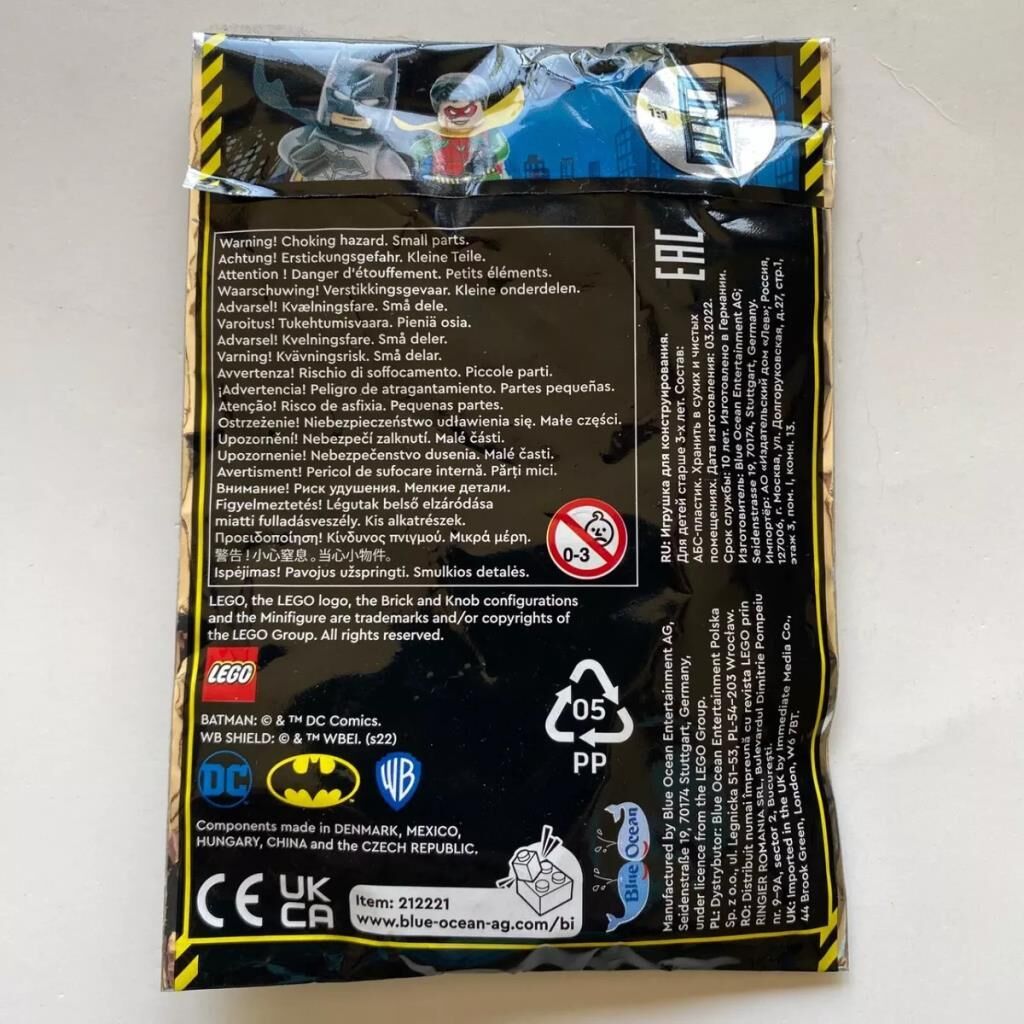 1:1
Warning! Choking hazard. Small parts.
Achtung! Erstickungsgefahr. Kleine Teile.
Attention ! Danger d'étouffement. Petits éléments.
Waarschuwing! Verstikkingsgevaar. Kleine onderdelen.
Advarsel! Kvælningsfare. Små dele.
Varoitus! Tukehtumisvaara. Pieniä osia.
Advarsel! Kvelningsfare. Små deler.
Varning! Kvävningsrisk. Små delar.
Avvertenza! Rischio di soffocamento. Piccole parti.
¡Advertencia! Peligro de atragantamiento. Partes pequeñas.
Atenção! Risco de asfixia. Pequenas partes.
Ostrzeżenie! Niebezpieczeństwo udławienia się. Małe części.
Upozornění! Nebezpečí zalknutí. Malé části.
Upozornenie! Nebezpečenstvo dusenia. Malé časti.
Avertisment! Pericol de sufocare internă. Părți mici.
Внимание! Риск удушения. Мелкие детали.
Figyelmeztetés! Légutak belső elzáródása
miatti fulladásveszély. Kis alkatrészek.
Προειδοποίηση! Κίνδυνος πνιγμού. Μικρά μέρη.
警告!小心窒息。当心小物件。
Įspėjimas! Pavojus užspringti. Smulkios detalės.
0-3
LEGO, the LEGO logo, the Brick and Knob configurations
and the Minifigure are trademarks and/or copyrights of
the LEGO Group. All rights reserved.
LEGO
BATMAN: © & ™ DC Comics.
WB SHIELD: © & ™ WBEI. (s22)
DC
WB
05
PP
Components made in DENMARK, MEXICO,
HUNGARY, CHINA and the CZECH REPUBLIC.
CE
UK
CA
Item: 212221
www.blue-ocean-ag.com/bi
Blue Ocean
EAC
RU: Игрушка для конструирования.
Для детей старше 3-х лет. Состав:
АБС-пластик. Хранить в сухих и чистых
помещениях. Дата изготовления: 03.2022.
Срок службы: 10 лет. Изготовлено в Германии.
Изготовитель: Blue Ocean Entertainment AG;
Seidenstrasse 19, 70174, Stuttgart, Germany.
Импортёр: АО «Издательский дом «Лев»; Россия,
127006, г. Москва, ул. Долгоруковская, д.27, стр.1,
этаж 3, пом. I, комн. 13.
Manufactured by Blue Ocean Entertainment AG,
Seidenstraße 19, 70174 Stuttgart, Germany,
under licence from the LEGO Group.
PL: Dystrybutor: Blue Ocean Entertainment Polska
Sp. z o.o., ul. Legnicka 51-53, PL-54-203 Wrocław.
RO: Distribuit numai împreună cu revista LEGO prin
RINGIER ROMANIA SRL, Bulevardul Dimitrie Pompeiu
nr. 9-9A, sector 2, București.
UK: Imported in the UK by Immediate Media Co.,
44 Brook Green, London, W6 7BT.